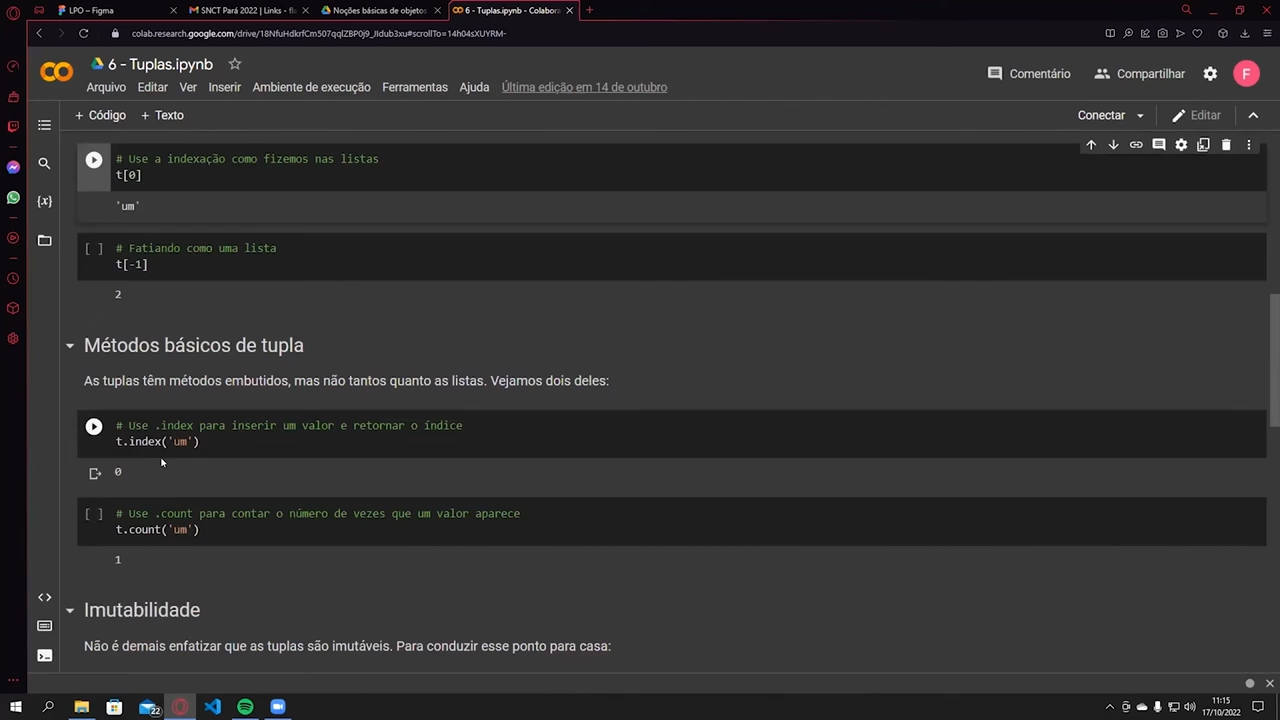 LPO – Figma
SNCT Pará 2022 | Links - fl
Noções básicas de objetos
6 - Tuplas.ipynb - Colabora
colab.research.google.com/drive/18NfuHdkrfCm507qqlZBP0j9_Jldub3xu#scrollTo=14h04sXUYRM-
6 - Tuplas.ipynb
Comentário
Compartilhar
F
Arquivo Editar Ver Inserir Ambiente de execução Ferramentas Ajuda Última edição em 14 de outubro
+ Código + Texto
Conectar
Editar
# Use a indexação como fizemos nas listas
t[0]
'um'
[ ] # Fatiando como uma lista
t[-1]
2
Métodos básicos de tupla
As tuplas têm métodos embutidos, mas não tantos quanto as listas. Vejamos dois deles:
# Use .index para inserir um valor e retornar o índice
t.index('um')
0
[ ] # Use .count para contar o número de vezes que um valor aparece
t.count('um')
1
Imutabilidade
Não é demais enfatizar que as tuplas são imutáveis. Para conduzir esse ponto para casa:
22
11:15
17/10/2022